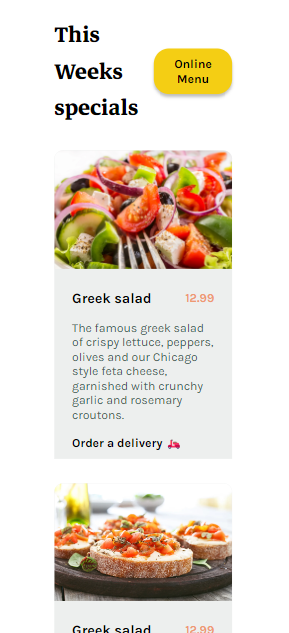 This
Weeks
specials
Online
Menu
Greek salad
12.99
The famous greek salad
of crispy lettuce, peppers,
olives and our Chicago
style feta cheese,
garnished with crunchy
garlic and rosemary
croutons.
Order a delivery
Greek salad
12.99